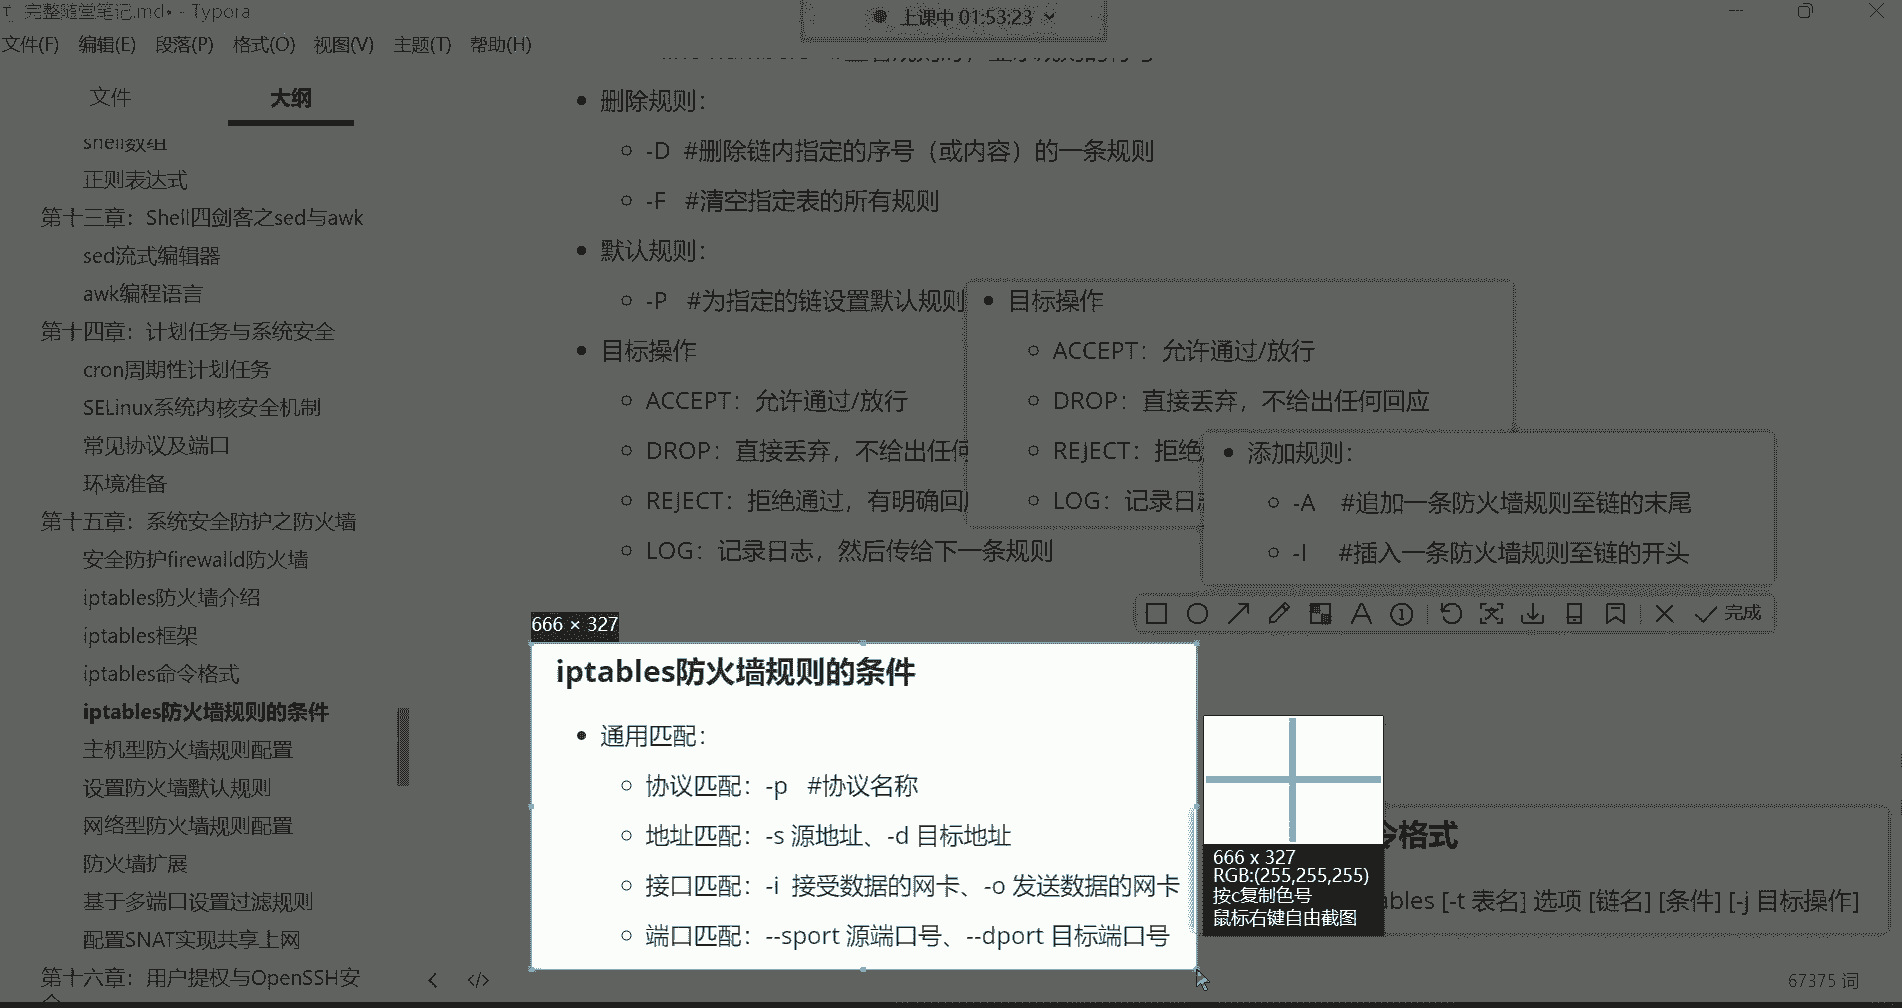 完整随堂笔记.md• - Typora
上课中 01:53:23
文件(F) 编辑(E) 段落(P) 格式(O) 视图(V) 主题(T) 帮助(H)
文件 大纲
shell数组
正则表达式
第十三章：Shell四剑客之sed与awk
sed流式编辑器
awk编程语言
第十四章：计划任务与系统安全
cron周期性计划任务
SELinux系统内核安全机制
常见协议及端口
环境准备
第十五章：系统安全防护之防火墙
安全防护firewalld防火墙
iptables防火墙介绍
iptables框架
iptables命令格式
iptables防火墙规则的条件
主机型防火墙规则配置
设置防火墙默认规则
网络型防火墙规则配置
防火墙扩展
基于多端口设置过滤规则
配置SNAT实现共享上网
第十六章：用户提权与OpenSSH安
删除规则：
-D #删除链内指定的序号（或内容）的一条规则
-F #清空指定表的所有规则
默认规则：
-P #为指定的链设置默认规则
目标操作
ACCEPT：允许通过/放行
DROP：直接丢弃，不给出任何
REJECT：拒绝通过，有明确回
LOG：记录日志，然后传给下一条规则
目标操作
ACCEPT：允许通过/放行
DROP：直接丢弃，不给出任何回应
REJECT：拒绝
LOG：记录日
添加规则：
-A #追加一条防火墙规则至链的末尾
-I #插入一条防火墙规则至链的开头
完成
666 × 327
iptables防火墙规则的条件
通用匹配：
协议匹配：-p #协议名称
地址匹配：-s 源地址、-d 目标地址
接口匹配：-i 接受数据的网卡、-o 发送数据的网卡
端口匹配：--sport 源端口号、--dport 目标端口号
666 x 327
RGB:(255,255,255)
按c复制色号
鼠标右键自由截图
令格式
ables [-t 表名] 选项 [链名] [条件] [-j 目标操作]
67375 词